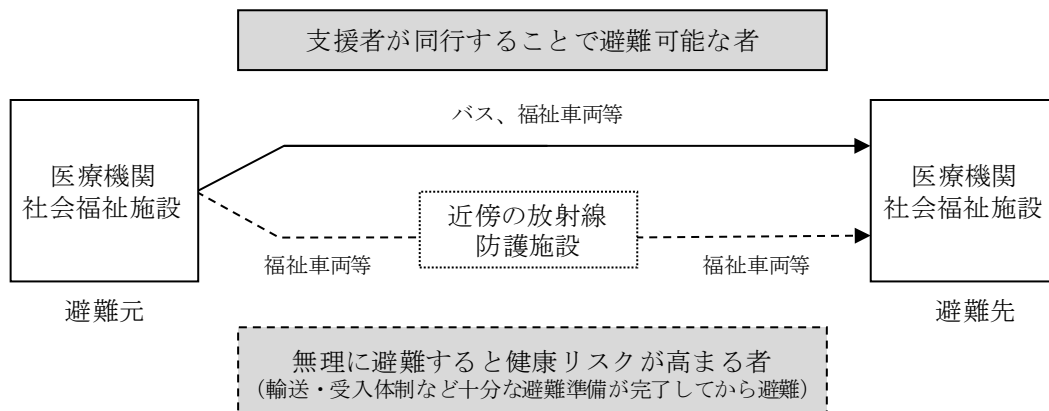 支援者が同行することで避難可能な者
バス、福祉車両等
医療機関
社会福祉施設
医療機関
社会福祉施設
近傍の放射線
防護施設
福祉車両等
福祉車両等
避難元
避難先
無理に避難すると健康リスクが高まる者
（輸送・受入体制など十分な避難準備が完了してから避難）